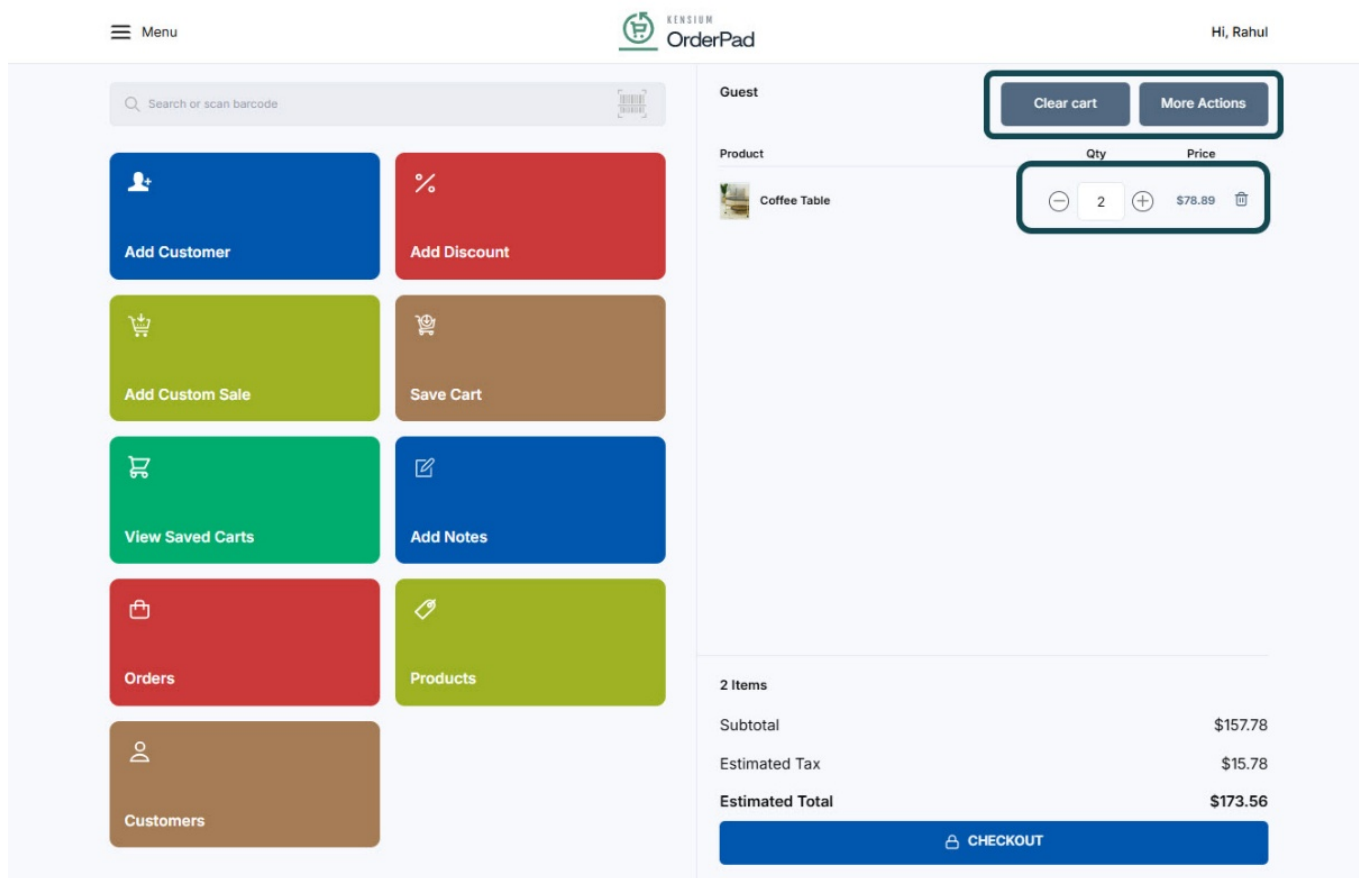 Menu
KENSIUM
OrderPad
Hi, Rahul
Search or scan barcode
Add Customer
Add Discount
Add Custom Sale
Save Cart
View Saved Carts
Add Notes
Orders
Products
Customers
Guest
Clear cart
More Actions
Product Qty Price
Coffee Table 2 $78.89
2 Items
Subtotal $157.78
Estimated Tax $15.78
Estimated Total $173.56
CHECKOUT